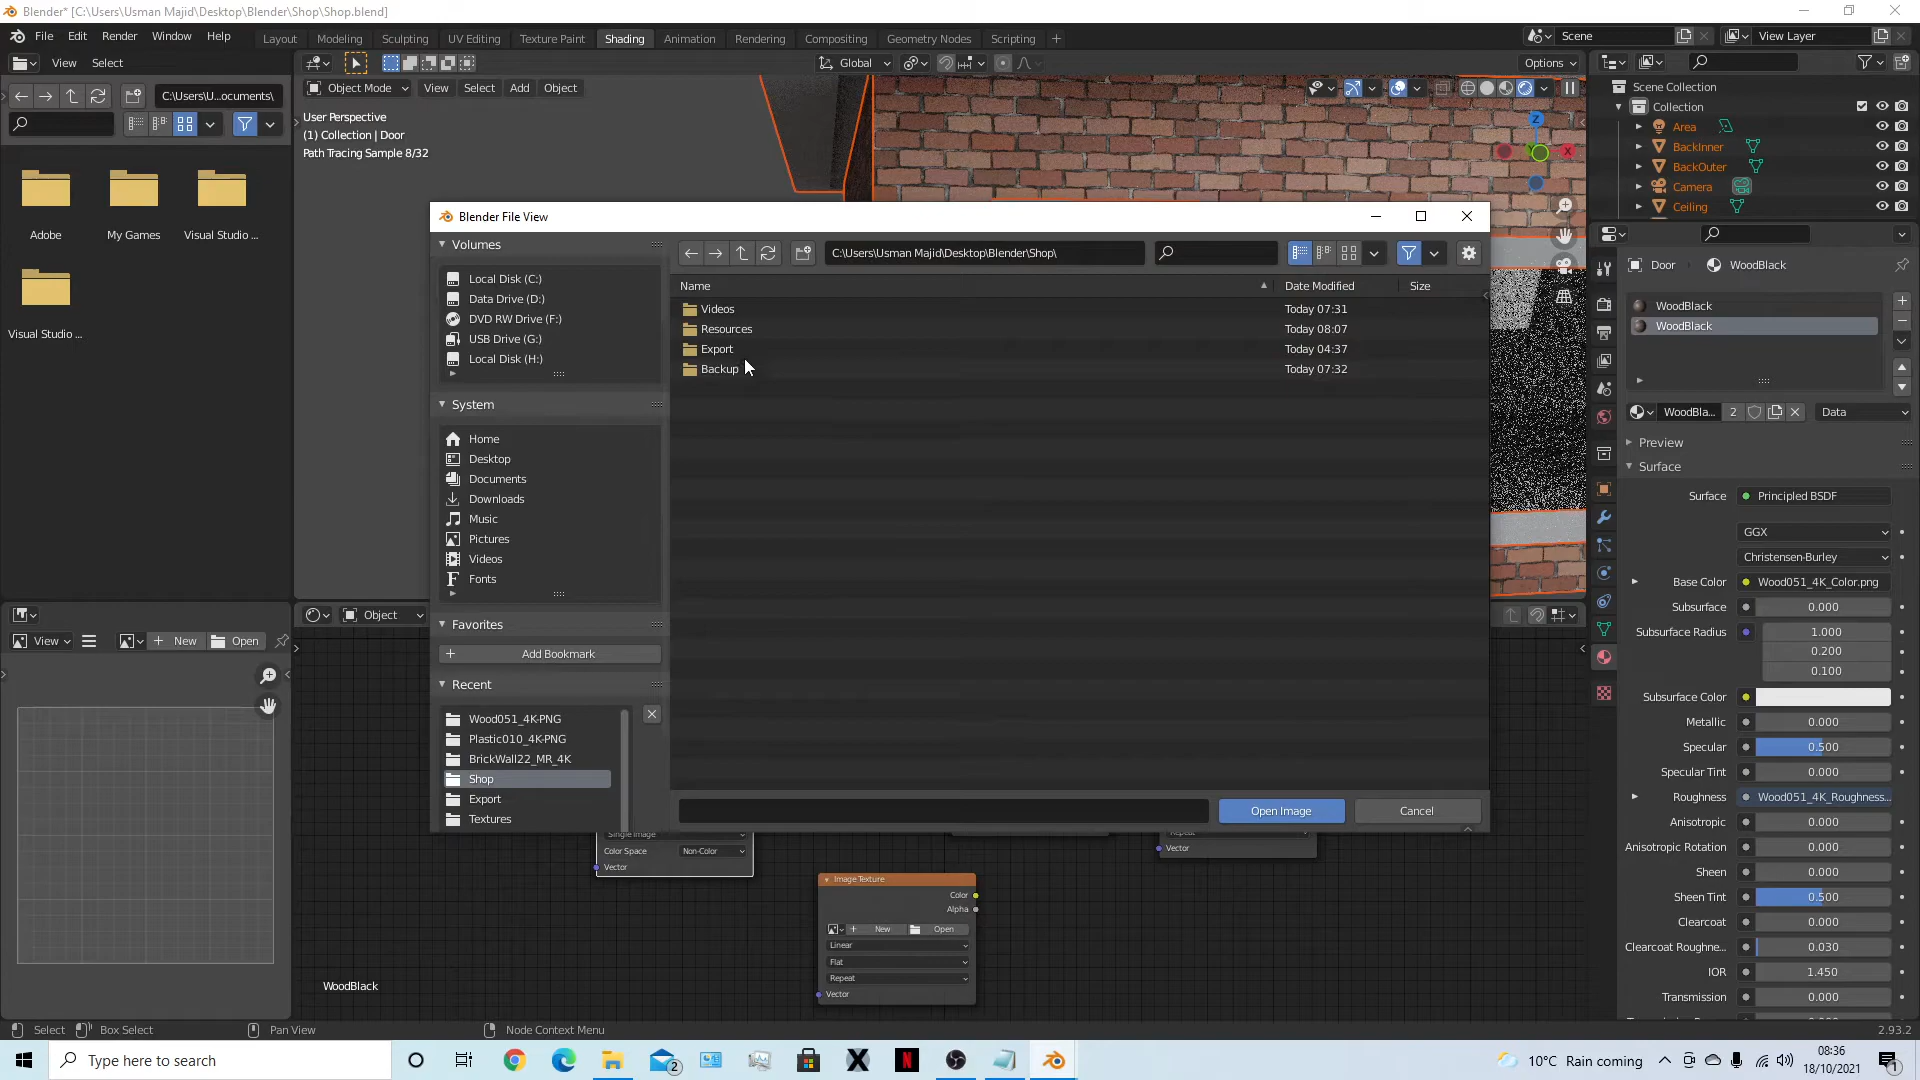 Blender* [C:\Users\Usman Majid\Desktop\Blender\Shop\Shop.blend]
File Edit Render Window Help
Layout Modeling Sculpting UV Editing Texture Paint Shading Animation Rendering Compositing Geometry Nodes Scripting
Scene
View Layer
View Select
Global
Options
C:\Users\U...ocuments\
Object Mode View Select Add Object
Adobe
My Games
Visual Studio ...
Visual Studio ...
User Perspective
(1) Collection | Door
Path Tracing Sample 8/32
Z
X
Scene Collection
Collection
Area
BackInner
BackOuter
Camera
Ceiling
Blender File View
Volumes
Local Disk (C:)
Data Drive (D:)
DVD RW Drive (F:)
USB Drive (G:)
Local Disk (H:)
System
Home
Desktop
Documents
Downloads
Music
Pictures
Videos
Fonts
Favorites
Add Bookmark
Recent
Wood051_4K-PNG
Plastic010_4K-PNG
BrickWall22_MR_4K
Shop
Export
Textures
C:\Users\Usman Majid\Desktop\Blender\Shop\
Name Date Modified Size
Videos Today 07:31
Resources Today 08:07
Export Today 04:37
Backup Today 07:32
Open Image
Cancel
Door WoodBlack
WoodBlack
WoodBlack
WoodBla... 2 Data
Preview
Surface
Surface Principled BSDF
GGX
Christensen-Burley
Base Color Wood051_4K_Color.png
Subsurface 0.000
Subsurface Radius 1.000
0.200
0.100
Subsurface Color
Metallic 0.000
Specular 0.500
Specular Tint 0.000
Roughness Wood051_4K_Roughness...
Anisotropic 0.000
Anisotropic Rotation 0.000
Sheen 0.000
Sheen Tint 0.500
Clearcoat 0.000
Clearcoat Roughne... 0.030
IOR 1.450
Transmission 0.000
View New Open
Object
Single Image
Color Space Non-Color
Vector
Repeat
Vector
Image Texture
Color
Alpha
New Open
Linear
Flat
Repeat
Vector
WoodBlack
Select Box Select Pan View Node Context Menu
2.93.2
Type here to search
2
10°C Rain coming
08:36
18/10/2021
1